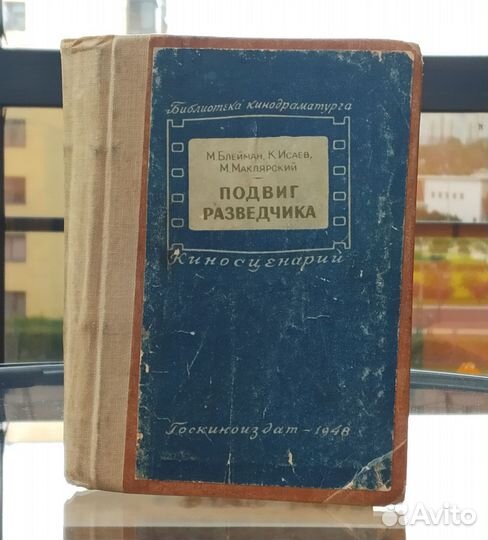 Библиотека кинодраматурга
М. Блейман, К. Исаев,
М. Маклярский
ПОДВИГ
РАЗВЕДЧИКА
Киносценарий
Госкиноиздат – 1948
Avito